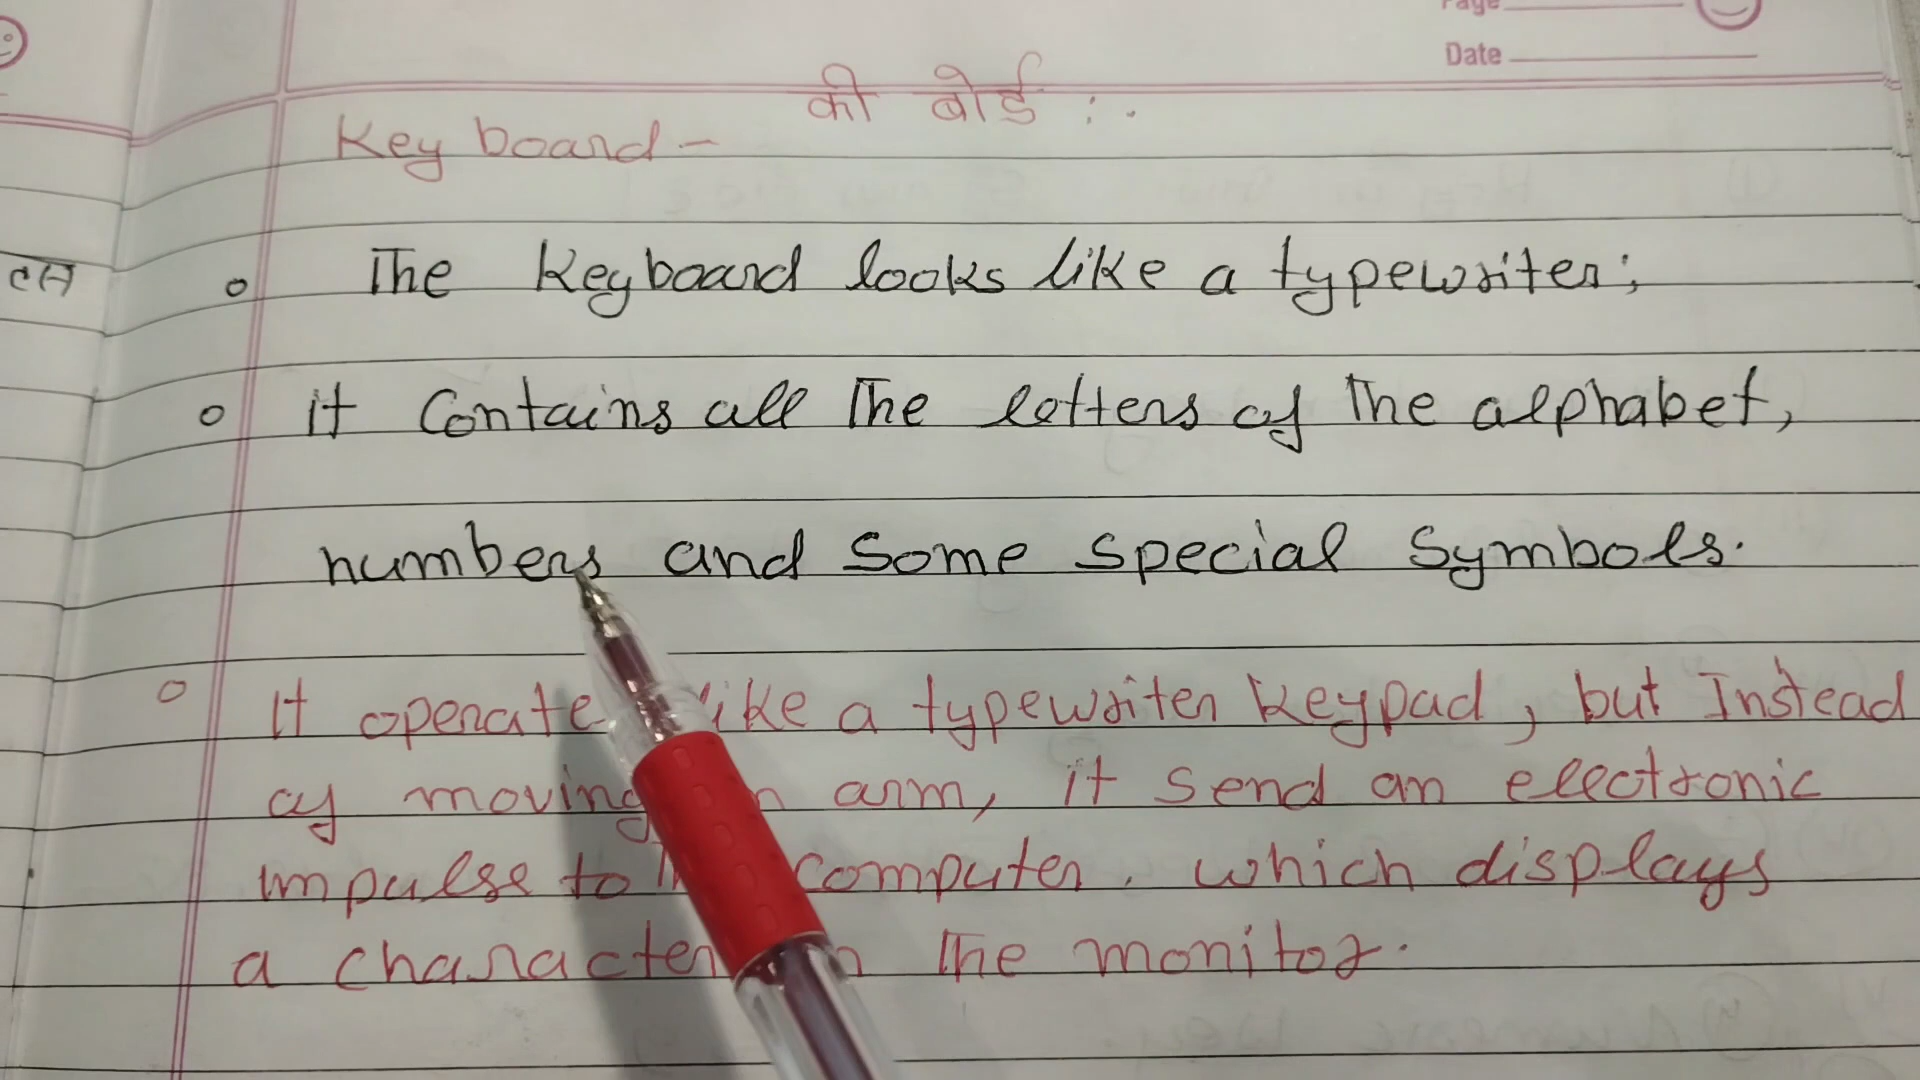 Page
Date
की बोर्ड :.
Key board -
The Keyboard looks like a typewriter;
it Contains all The letters of The alphabet,
numbers and Some Special Symbols.
It operate like a typewriter Keypad, but Instead
of moving arm, it send an electronic
impulse to computer. which displays
a character The monitor.